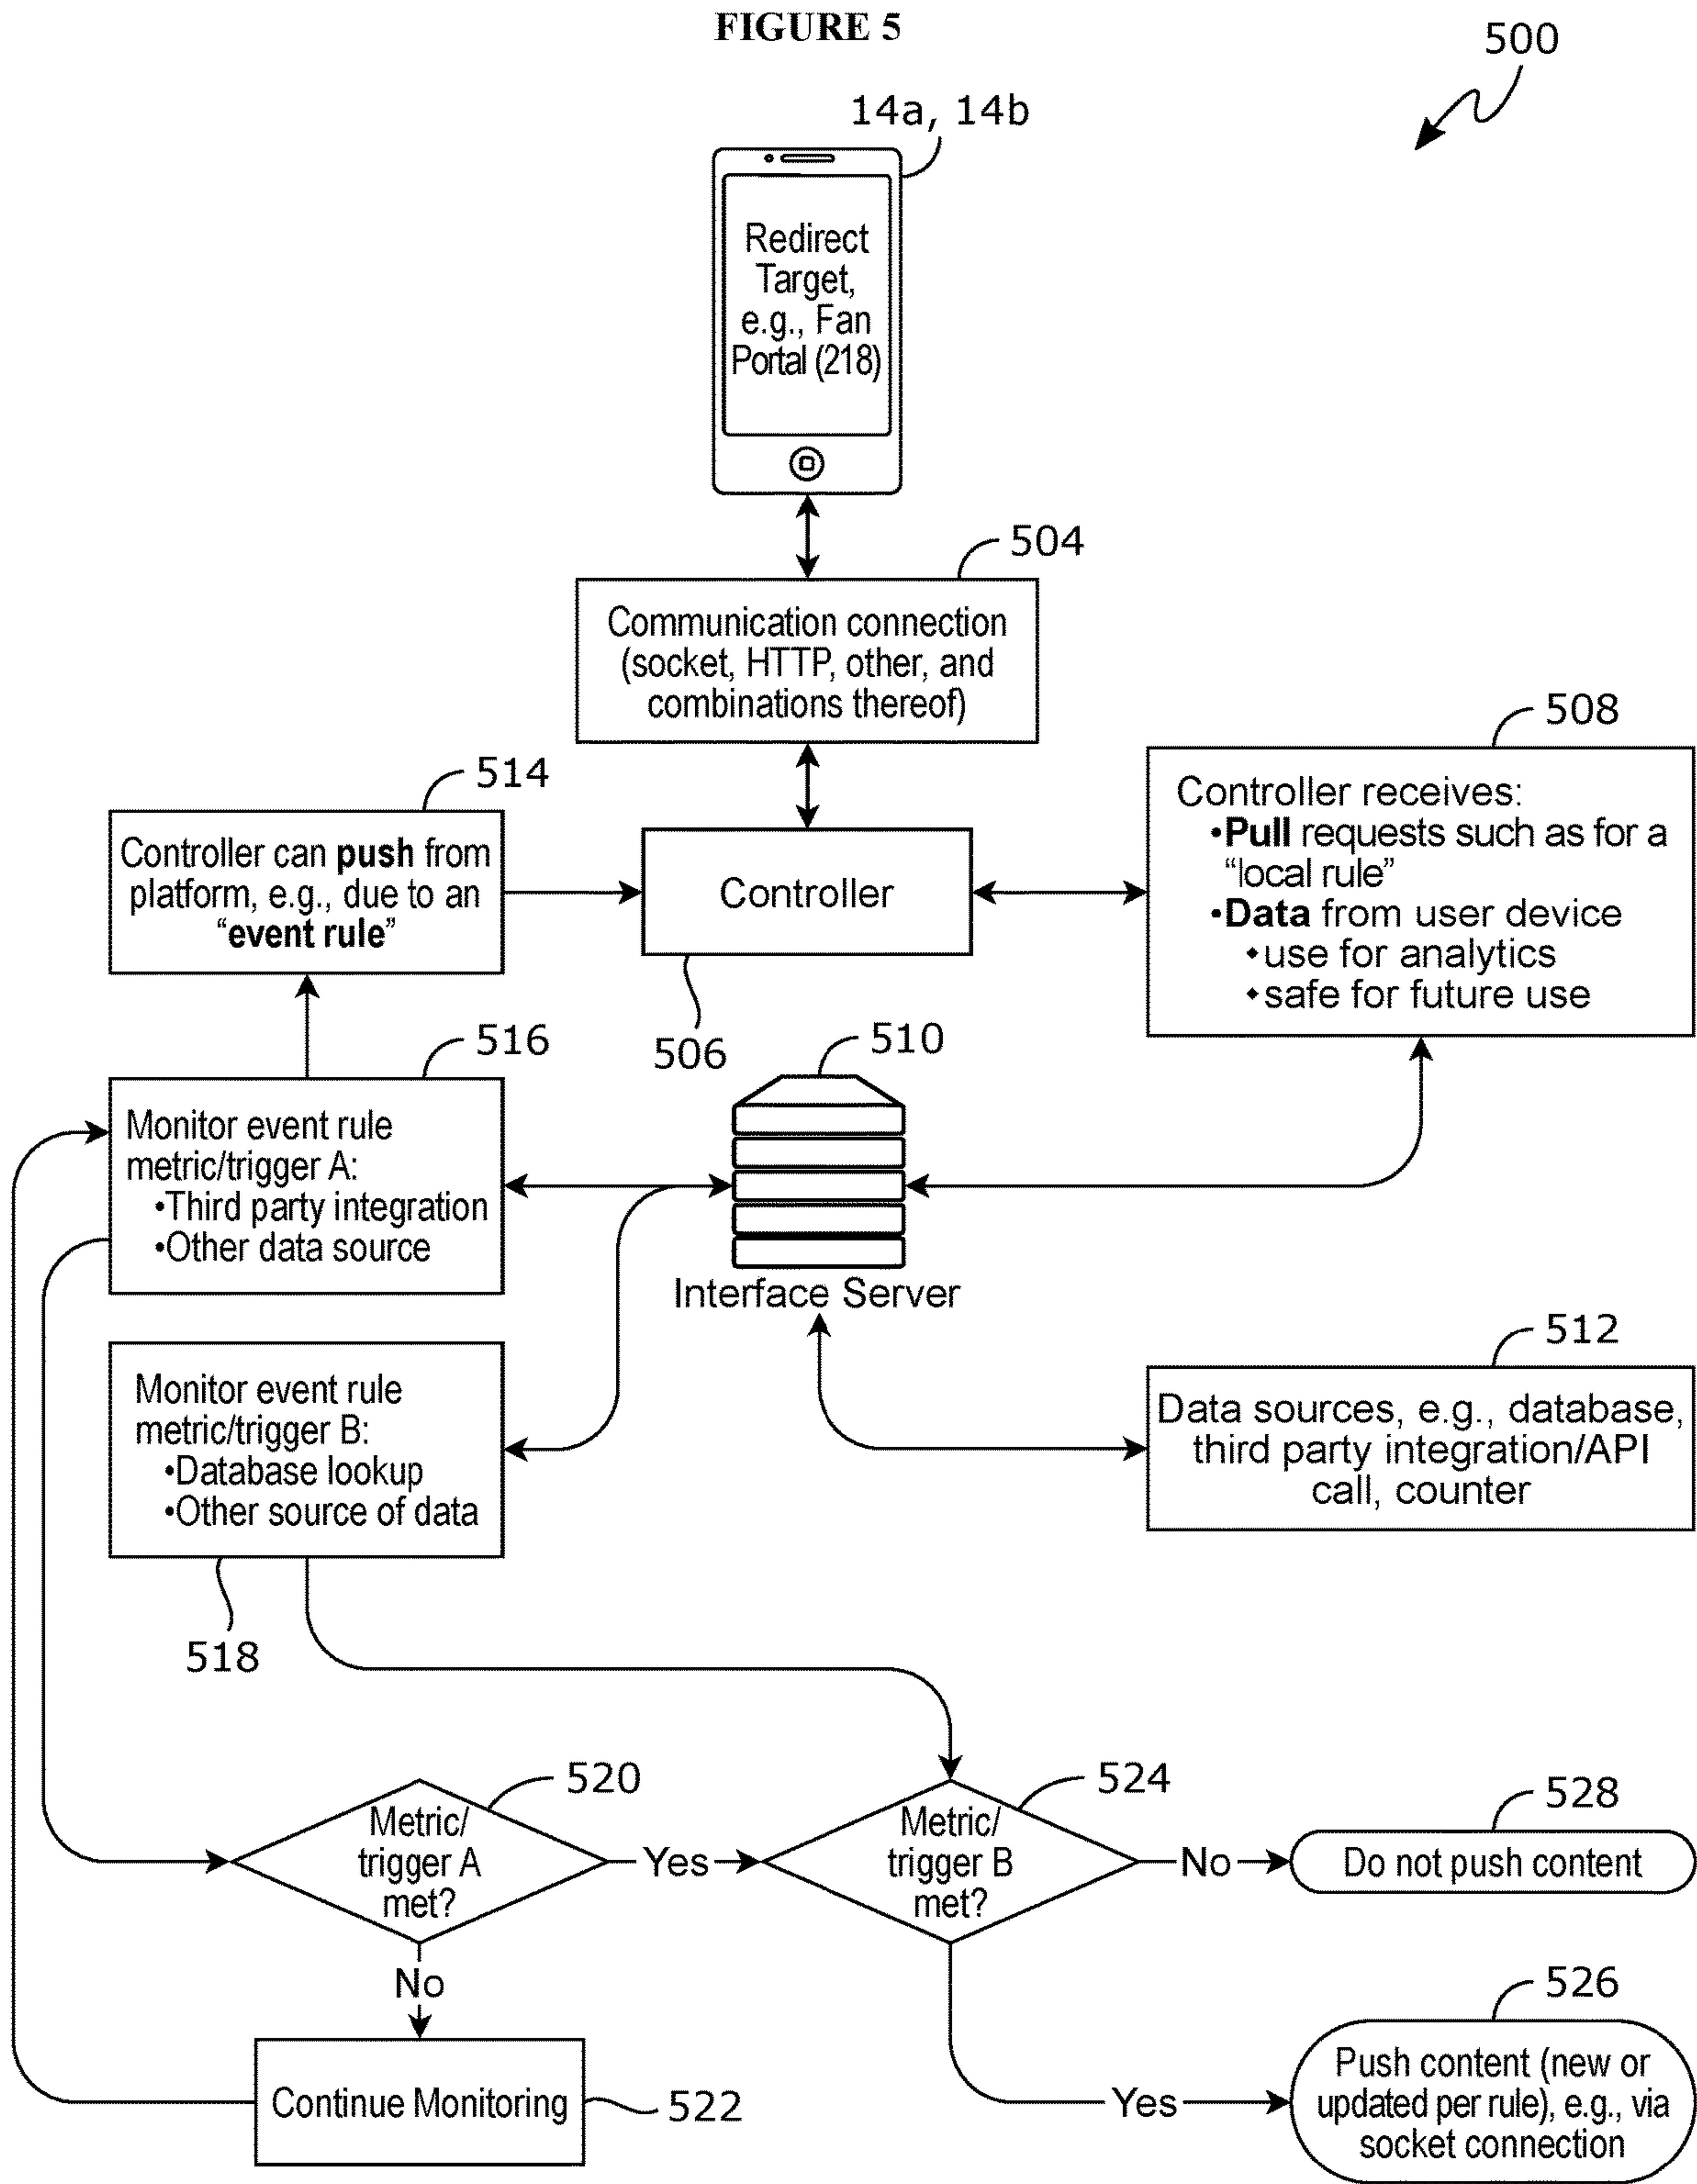 FIGURE 5
500
14a, 14b
Redirect
Target,
e.g., Fan
Portal (218)
504
Communication connection
(socket, HTTP, other, and
combinations thereof)
508
Controller receives:
•Pull requests such as for a
“local rule”
•Data from user device
◆use for analytics
◆safe for future use
514
Controller can push from
platform, e.g., due to an
“event rule”
Controller
506
516
Monitor event rule
metric/trigger A:
•Third party integration
•Other data source
510
Interface Server
512
Data sources, e.g., database,
third party integration/API
call, counter
Monitor event rule
metric/trigger B:
•Database lookup
•Other source of data
518
520
Metric/
trigger A
met?
Yes
524
Metric/
trigger B
met?
No
528
Do not push content
No
Continue Monitoring
522
Yes
526
Push content (new or
updated per rule), e.g., via
socket connection